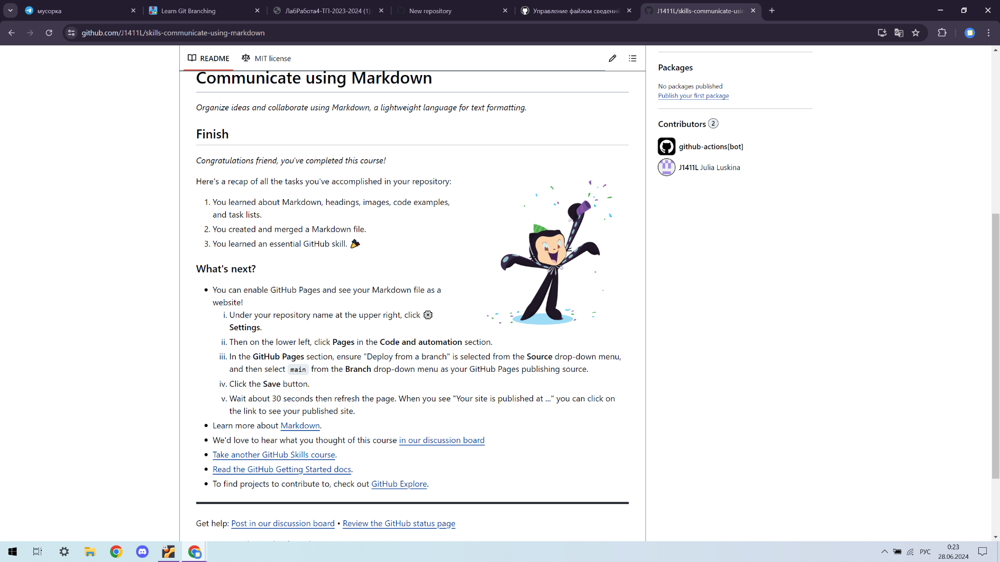 мусорка
Learn Git Branching
ЛабРабота4-ТП-2023-2024 (1).
New repository
Управление файлом сведений
J1411L/skills-communicate-usin
github.com/J1411L/skills-communicate-using-markdown
README
MIT license
Communicate using Markdown
Organize ideas and collaborate using Markdown, a lightweight language for text formatting.
Finish
Congratulations friend, you've completed this course!
Here's a recap of all the tasks you've accomplished in your repository:
1. You learned about Markdown, headings, images, code examples,
and task lists.
2. You created and merged a Markdown file.
3. You learned an essential GitHub skill. 🎉
What's next?
• You can enable GitHub Pages and see your Markdown file as a
website!
i. Under your repository name at the upper right, click
Settings.
ii. Then on the lower left, click Pages in the Code and automation section.
iii. In the GitHub Pages section, ensure "Deploy from a branch" is selected from the Source drop-down menu,
and then select main from the Branch drop-down menu as your GitHub Pages publishing source.
iv. Click the Save button.
v. Wait about 30 seconds then refresh the page. When you see "Your site is published at ..." you can click on
the link to see your published site.
• Learn more about Markdown.
• We'd love to hear what you thought of this course in our discussion board
• Take another GitHub Skills course.
• Read the GitHub Getting Started docs.
• To find projects to contribute to, check out GitHub Explore.
Get help: Post in our discussion board • Review the GitHub status page
Packages
No packages published
Publish your first package
Contributors 2
github-actions[bot]
J1411L Julia Luskina
РУС
0:23
28.06.2024